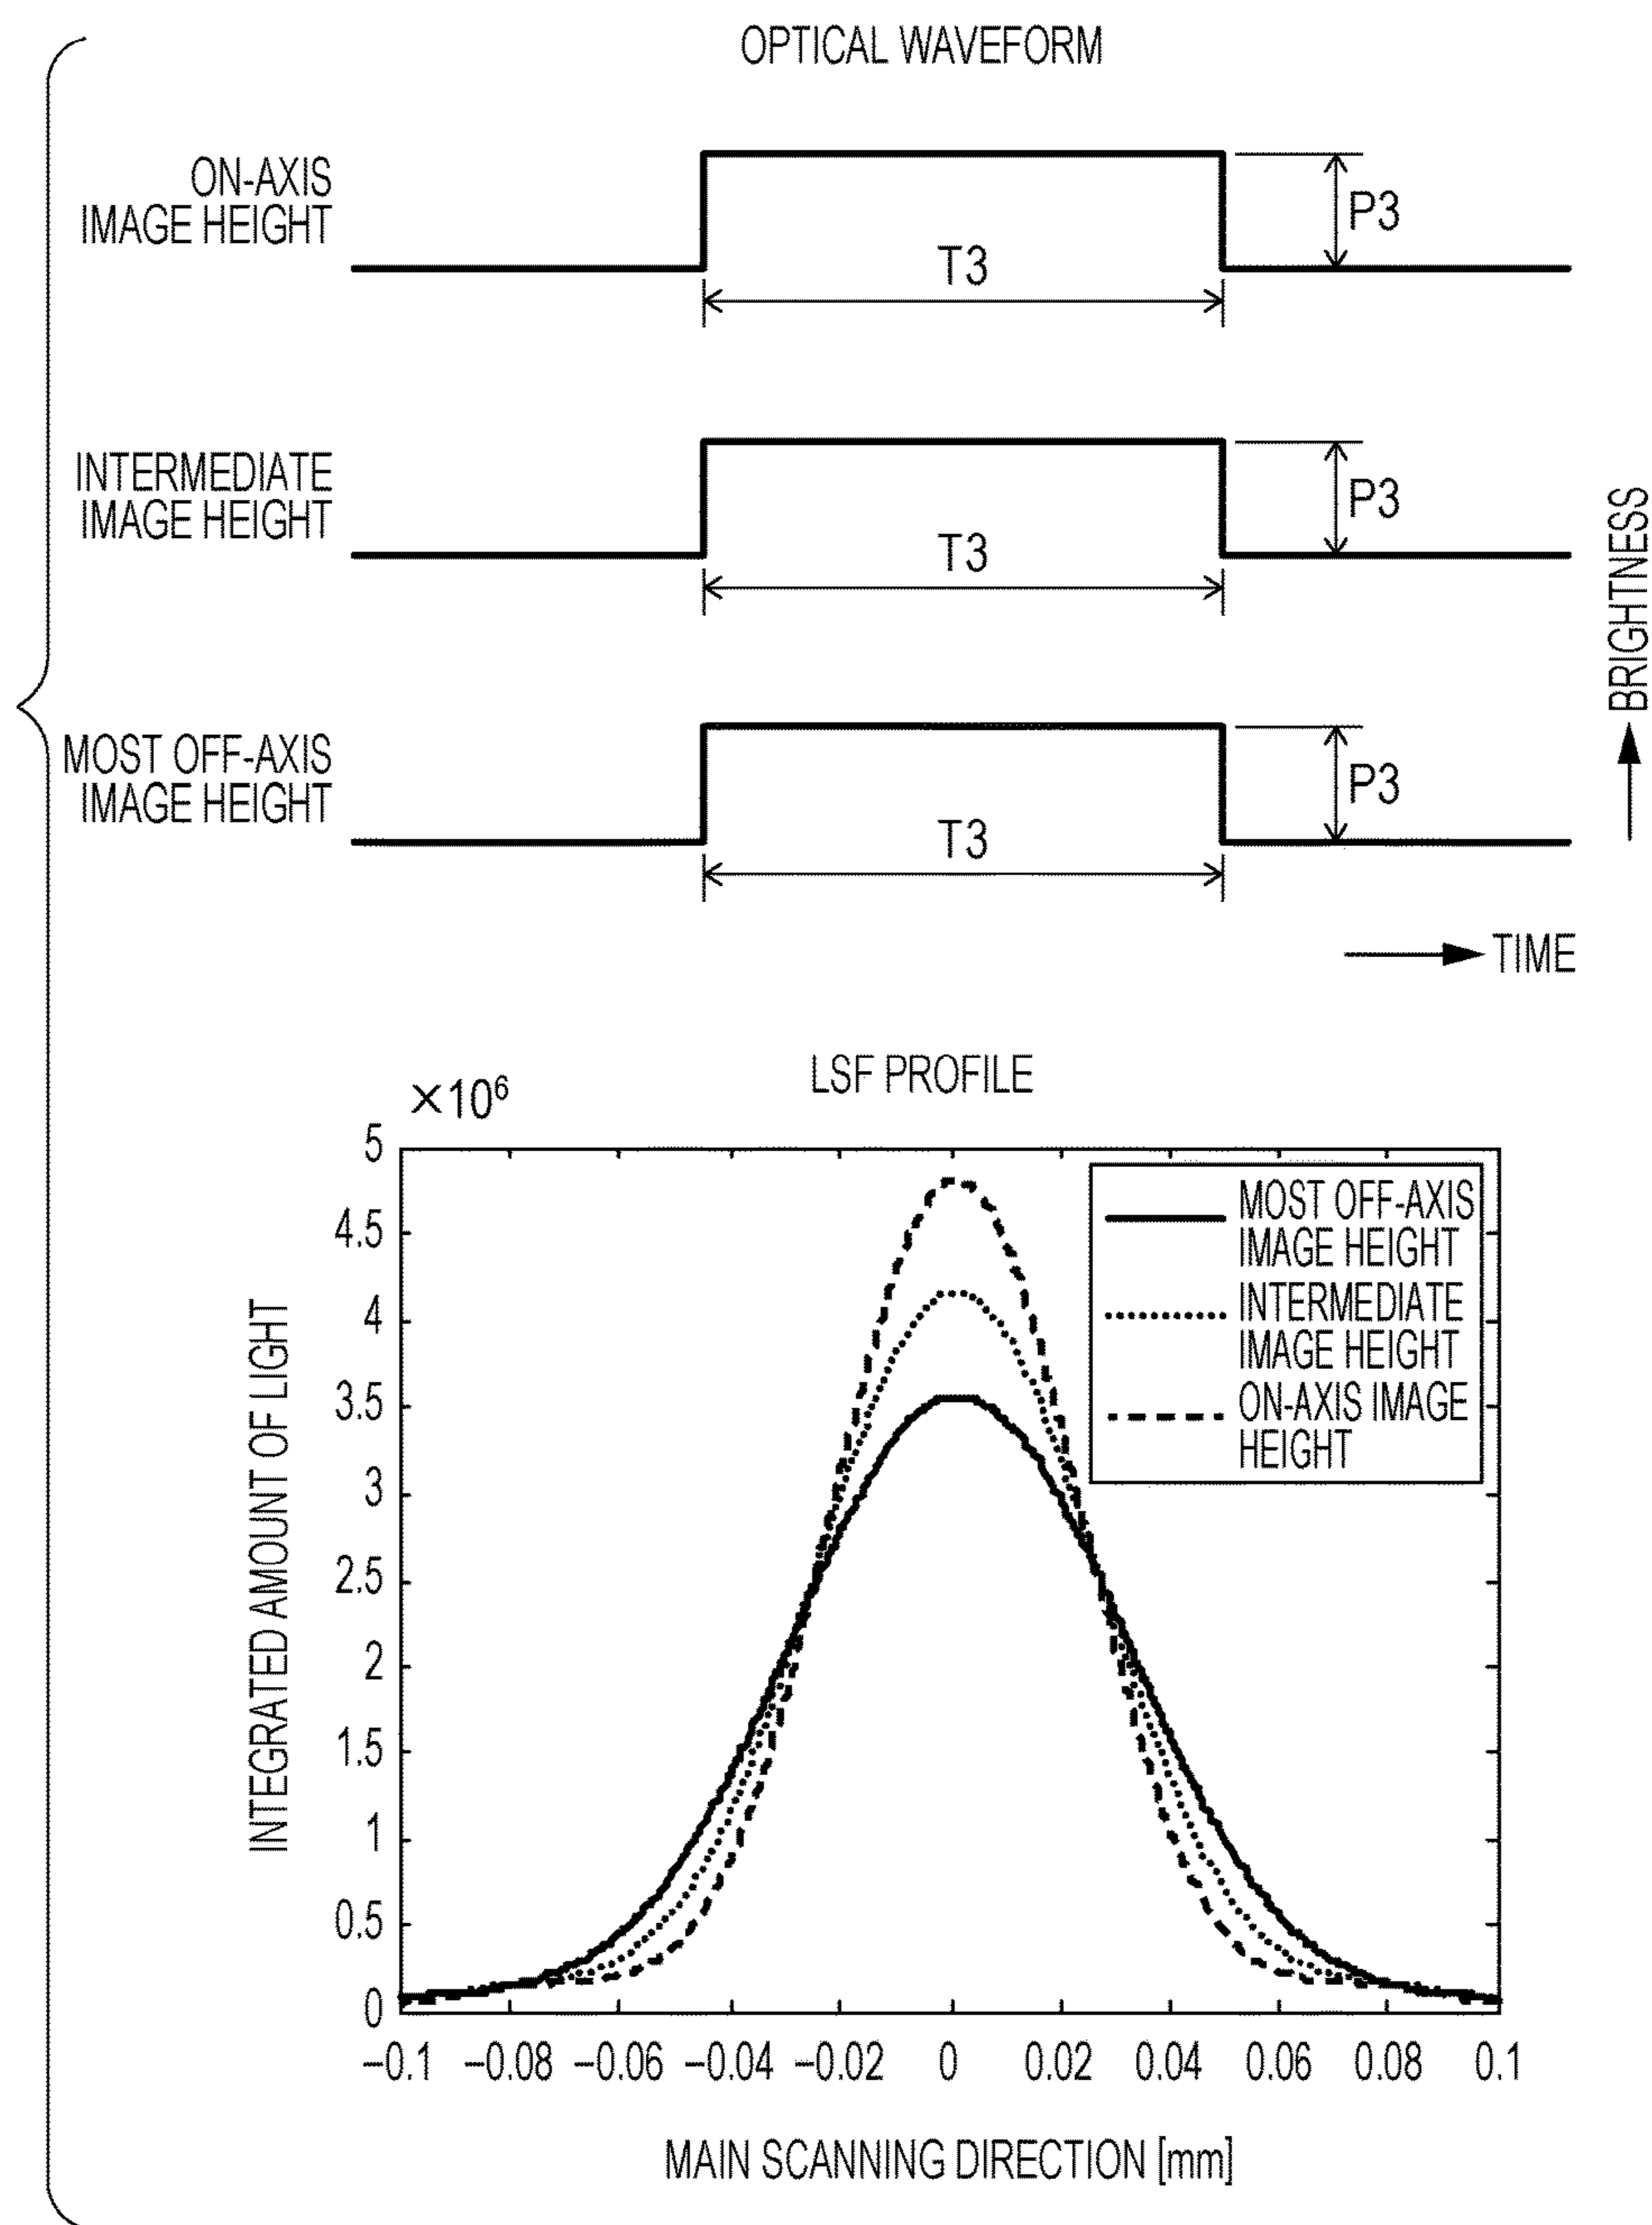 OPTICAL WAVEFORM
ON-AXIS
IMAGE HEIGHT
P3
T3
INTERMEDIATE
IMAGE HEIGHT
P3
T3
BRIGHTNESS
MOST OFF-AXIS
IMAGE HEIGHT
P3
T3
TIME
LSF PROFILE
×10⁶
5
4.5
4
3.5
3
2.5
2
1.5
1
0.5
0
INTEGRATED AMOUNT OF LIGHT
MOST OFF-AXIS
IMAGE HEIGHT
INTERMEDIATE
IMAGE HEIGHT
ON-AXIS IMAGE
HEIGHT
–0.1 –0.08 –0.06 –0.04 –0.02 0 0.02 0.04 0.06 0.08 0.1
MAIN SCANNING DIRECTION [mm]